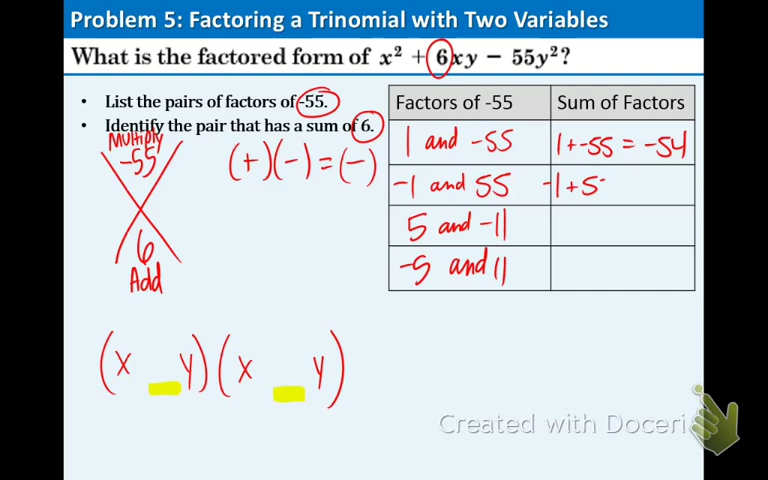 Problem 5: Factoring a Trinomial with Two Variables
What is the factored form of x² + 6xy − 55y²?
• List the pairs of factors of -55.
• Identify the pair that has a sum of 6.
Multiply
-55
6
Add
(+)(-) = (-)
Factors of -55 Sum of Factors
1 and -55 1 + -55 = -54
-1 and 55 -1 + 5
5 and -11
-5 and 11
(x y)(x y)
Created with Doceri